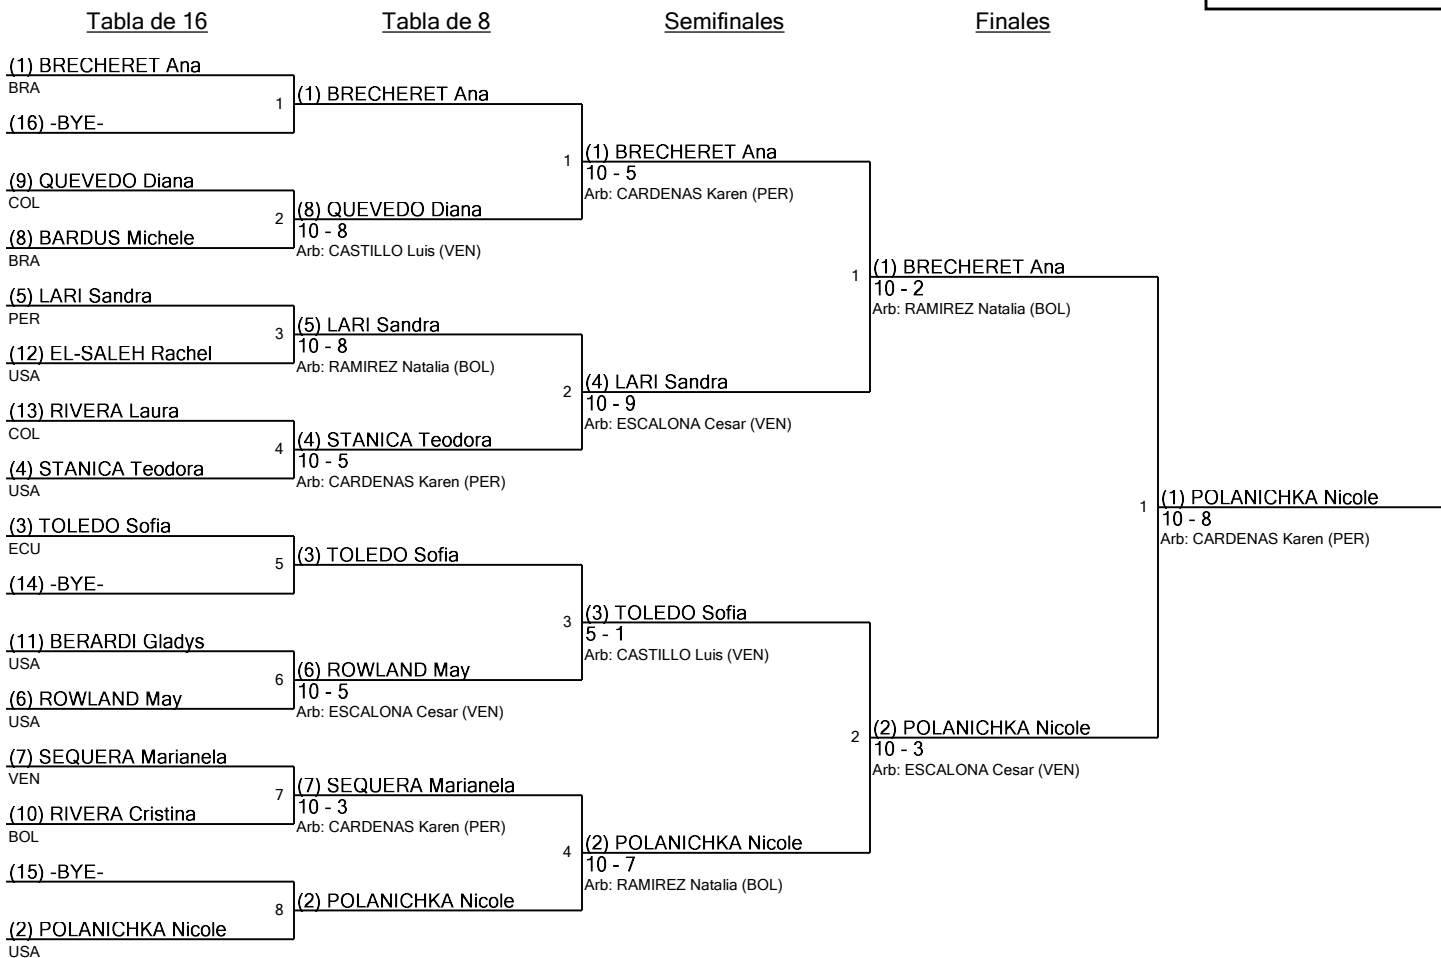 Tabla de 16
Tabla de 8
Semifinales
Finales
(1) BRECHERET Ana
BRA
1
(16) -BYE-
(9) QUEVEDO Diana
COL
2
(8) BARDUS Michele
BRA
(5) LARI Sandra
PER
3
(12) EL-SALEH Rachel
USA
(13) RIVERA Laura
COL
4
(4) STANICA Teodora
USA
(3) TOLEDO Sofia
ECU
5
(14) -BYE-
(11) BERARDI Gladys
USA
6
(6) ROWLAND May
USA
(7) SEQUERA Marianela
VEN
7
(10) RIVERA Cristina
BOL
(15) -BYE-
8
(2) POLANICHKA Nicole
USA
(1) BRECHERET Ana
1
(8) QUEVEDO Diana
10 - 8
Arb: CASTILLO Luis (VEN)
(5) LARI Sandra
10 - 8
Arb: RAMIREZ Natalia (BOL)
2
(4) STANICA Teodora
10 - 5
Arb: CARDENAS Karen (PER)
(3) TOLEDO Sofia
3
(6) ROWLAND May
10 - 5
Arb: ESCALONA Cesar (VEN)
(7) SEQUERA Marianela
10 - 3
Arb: CARDENAS Karen (PER)
4
(2) POLANICHKA Nicole
(1) BRECHERET Ana
10 - 5
Arb: CARDENAS Karen (PER)
1
(4) LARI Sandra
10 - 9
Arb: ESCALONA Cesar (VEN)
(3) TOLEDO Sofia
5 - 1
Arb: CASTILLO Luis (VEN)
2
(2) POLANICHKA Nicole
10 - 7
Arb: RAMIREZ Natalia (BOL)
(1) BRECHERET Ana
10 - 2
Arb: RAMIREZ Natalia (BOL)
1
(2) POLANICHKA Nicole
10 - 3
Arb: ESCALONA Cesar (VEN)
(1) POLANICHKA Nicole
10 - 8
Arb: CARDENAS Karen (PER)